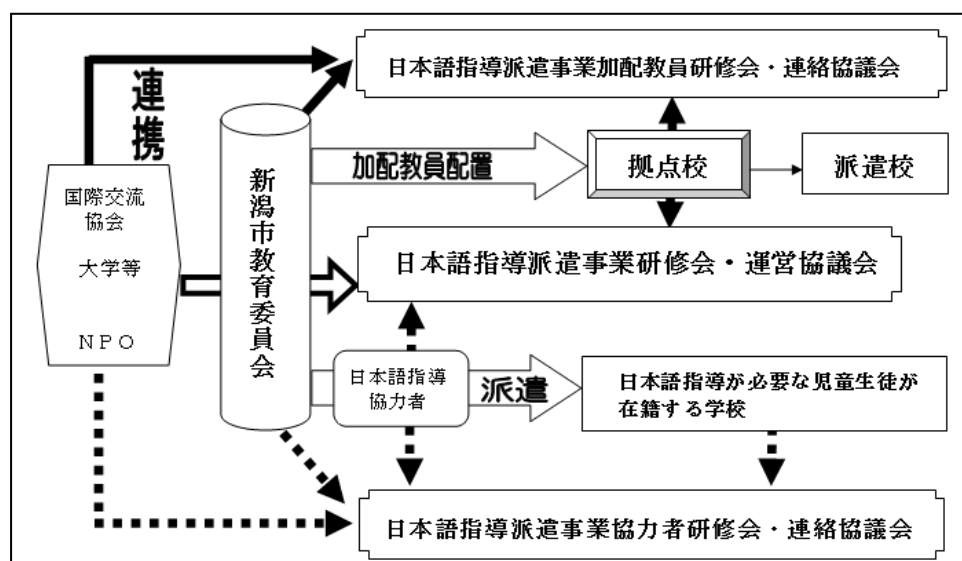 日本語指導派遣事業加配教員研修会・連絡協議会
連携
加配教員配置
拠点校
派遣校
国際交流
協会
大学等
NPO
新潟市教育委員会
日本語指導派遣事業研修会・運営協議会
日本語指導
協力者
派遣
日本語指導が必要な児童生徒が
在籍する学校
日本語指導派遣事業協力者研修会・連絡協議会